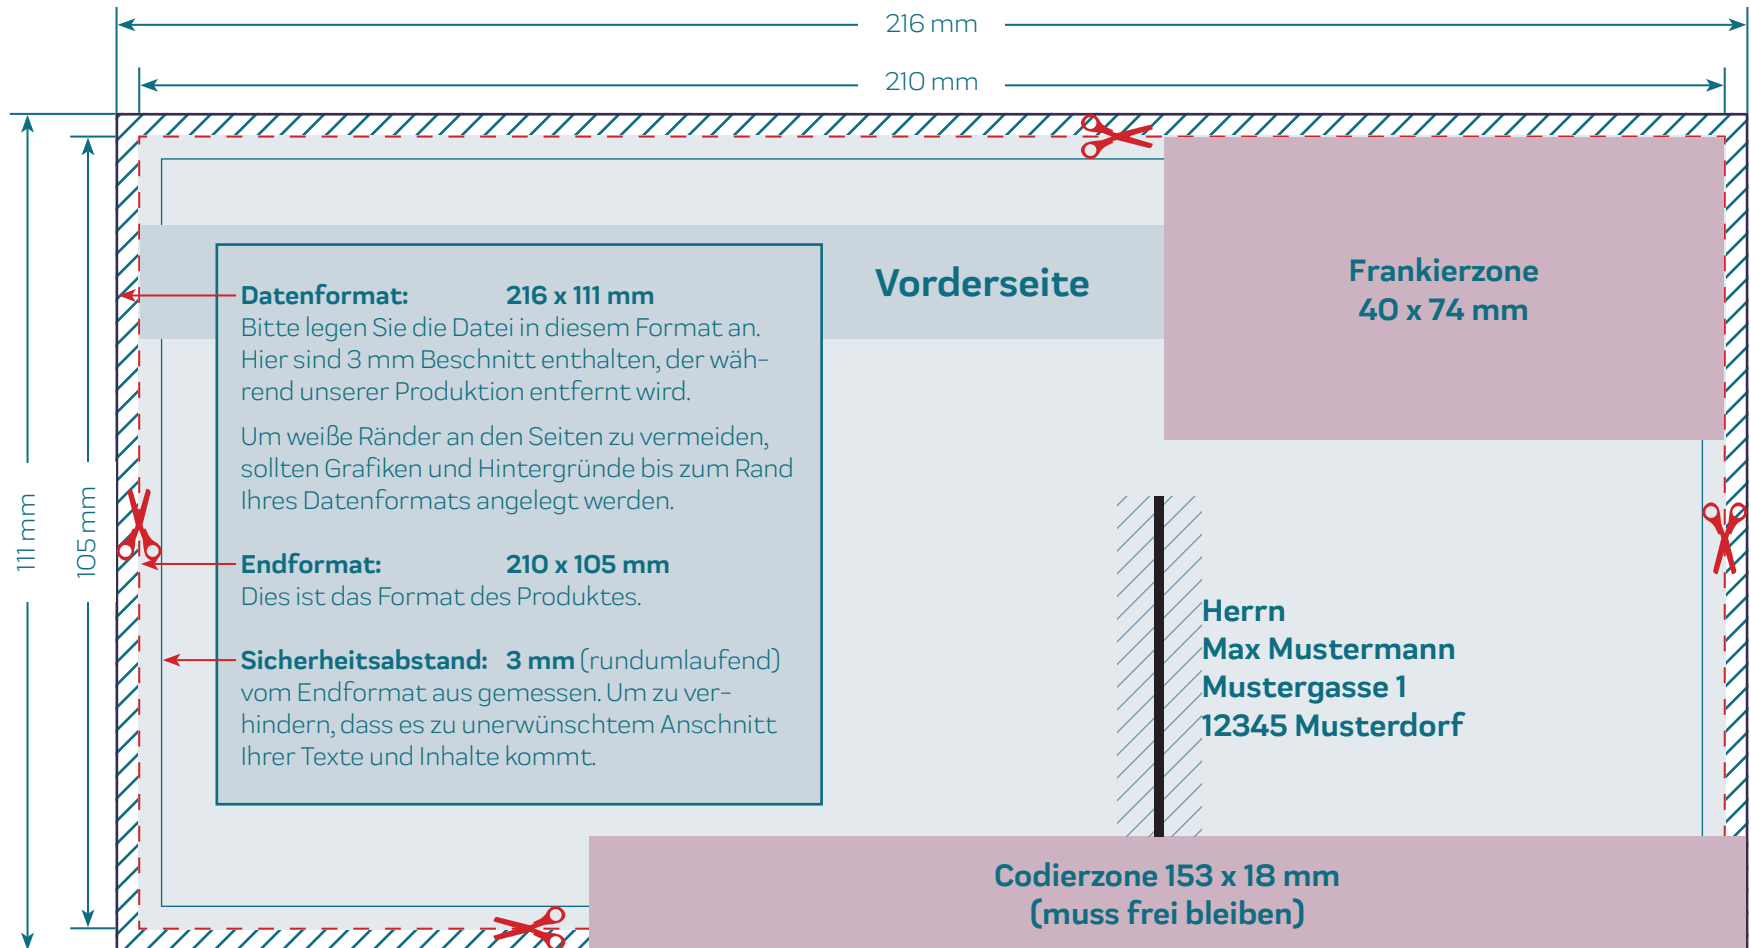 216 mm
210 mm
111 mm
105 mm
Vorderseite
Frankierzone
40 x 74 mm
Datenformat: 216 x 111 mm
Bitte legen Sie die Datei in diesem Format an.
Hier sind 3 mm Beschnitt enthalten, der wäh-
rend unserer Produktion entfernt wird.
Um weiße Ränder an den Seiten zu vermeiden,
sollten Grafiken und Hintergründe bis zum Rand
Ihres Datenformats angelegt werden.
Endformat: 210 x 105 mm
Dies ist das Format des Produktes.
Sicherheitsabstand: 3 mm (rundumlaufend)
vom Endformat aus gemessen. Um zu ver-
hindern, dass es zu unerwünschtem Anschnitt
Ihrer Texte und Inhalte kommt.
Herrn
Max Mustermann
Mustergasse 1
12345 Musterdorf
Codierzone 153 x 18 mm
(muss frei bleiben)